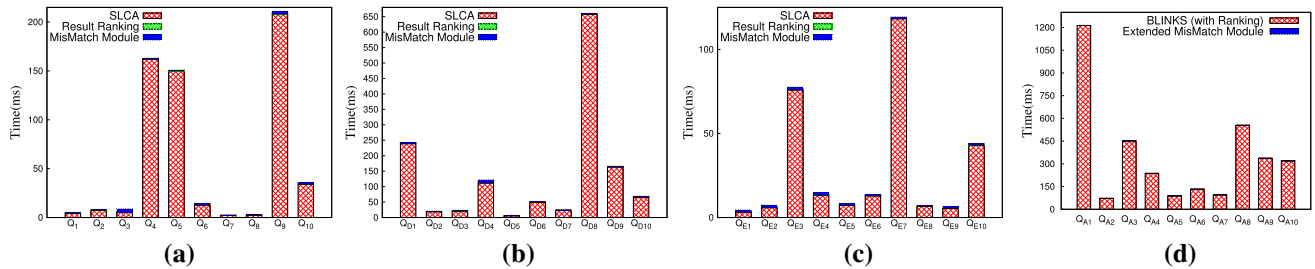 SLCA
Result Ranking
MisMatch Module
Time(ms)
200
150
100
50
0
Q1 Q2 Q3 Q4 Q5 Q6 Q7 Q8 Q9 Q10
(a)
SLCA
Result Ranking
MisMatch Module
Time(ms)
650
600
550
500
450
400
350
300
250
200
150
100
50
0
QD1 QD2 QD3 QD4 QD5 QD6 QD7 QD8 QD9 QD10
(b)
SLCA
Result Ranking
MisMatch Module
Time(ms)
100
50
0
QE1 QE2 QE3 QE4 QE5 QE6 QE7 QE8 QE9 QE10
(c)
BLINKS (with Ranking)
Extended MisMatch Module
Time(ms)
1200
1050
900
750
600
450
300
150
0
QA1 QA2 QA3 QA4 QA5 QA6 QA7 QA8 QA9 QA10
(d)